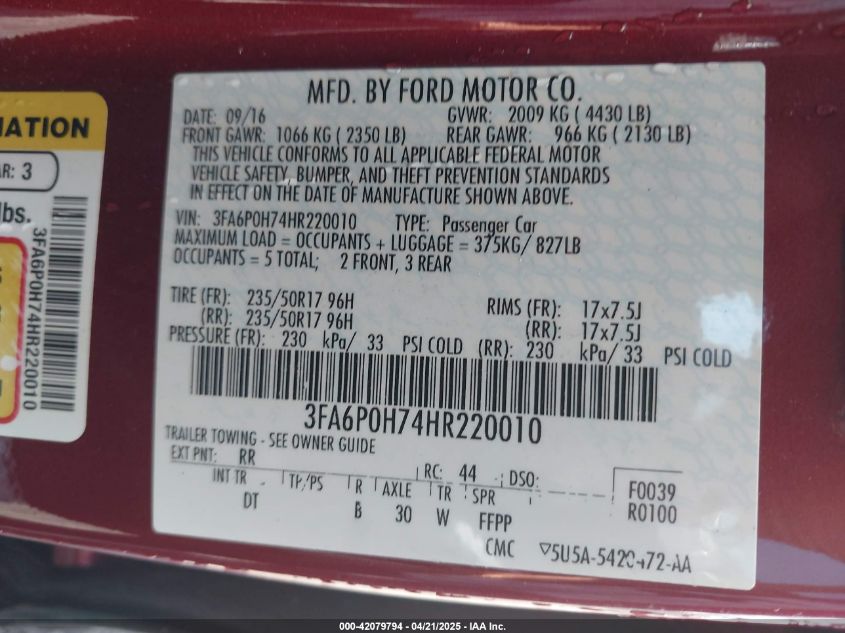 MFD. BY FORD MOTOR CO.
DATE: 09/16 GVWR: 2009 KG ( 4430 LB)
FRONT GAWR: 1066 KG ( 2350 LB) REAR GAWR: 966 KG ( 2130 LB)
THIS VEHICLE CONFORMS TO ALL APPLICABLE FEDERAL MOTOR
VEHICLE SAFETY, BUMPER, AND THEFT PREVENTION STANDARDS
IN EFFECT ON THE DATE OF MANUFACTURE SHOWN ABOVE.
VIN: 3FA6P0H74HR220010 TYPE: Passenger Car
MAXIMUM LOAD = OCCUPANTS + LUGGAGE = 375KG/ 827LB
OCCUPANTS = 5 TOTAL; 2 FRONT, 3 REAR
TIRE (FR): 235/50R17 96H RIMS (FR): 17x7.5J
(RR): 235/50R17 96H (RR): 17x7.5J
PRESSURE (FR): 230 kPa/ 33 PSI COLD (RR): 230 kPa/ 33 PSI COLD
3FA6P0H74HR220010
TRAILER TOWING - SEE OWNER GUIDE
EXT PNT: RR RC: 44 DSO:
INT TR TP/PS R AXLE TR SPR F0039
DT B 30 W FFPP R0100
CMC 5U5A-542 472-AA
MATION
AR: 3
lbs.
3FA6P0H74HR220010
000-42079794 - 04/21/2025 - IAA Inc.